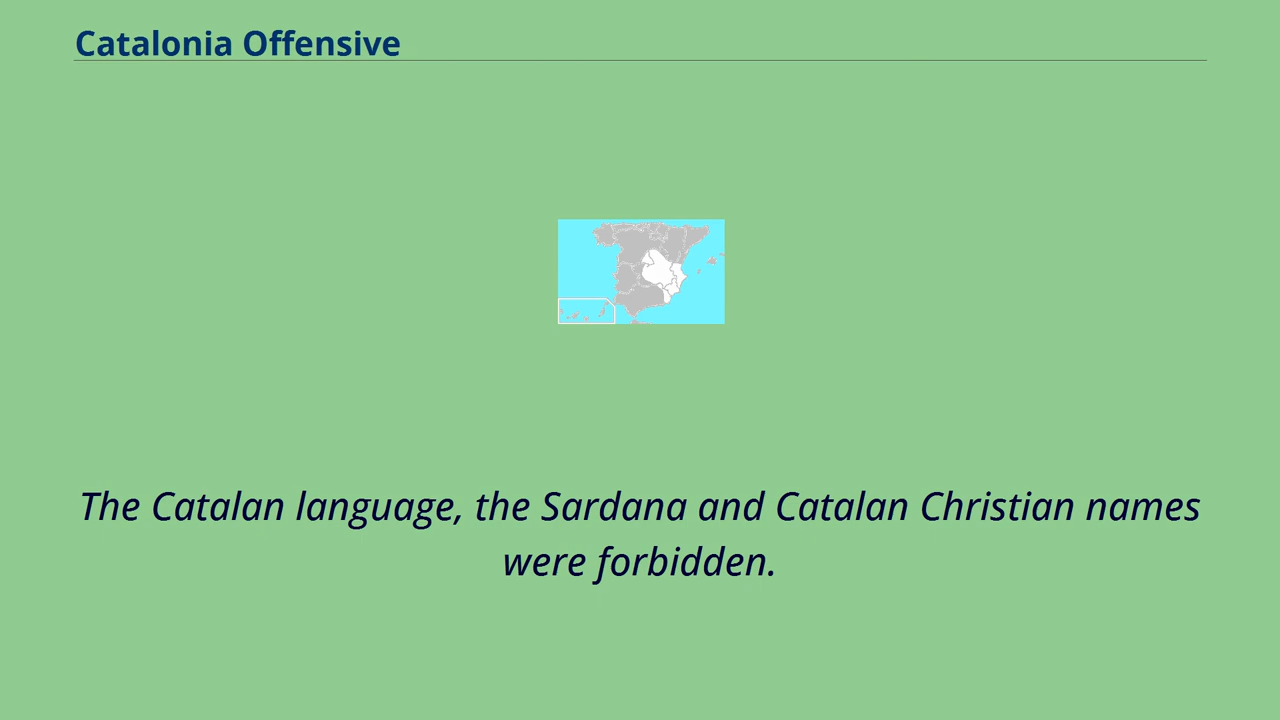 Catalonia Offensive
The Catalan language, the Sardana and Catalan Christian names
were forbidden.